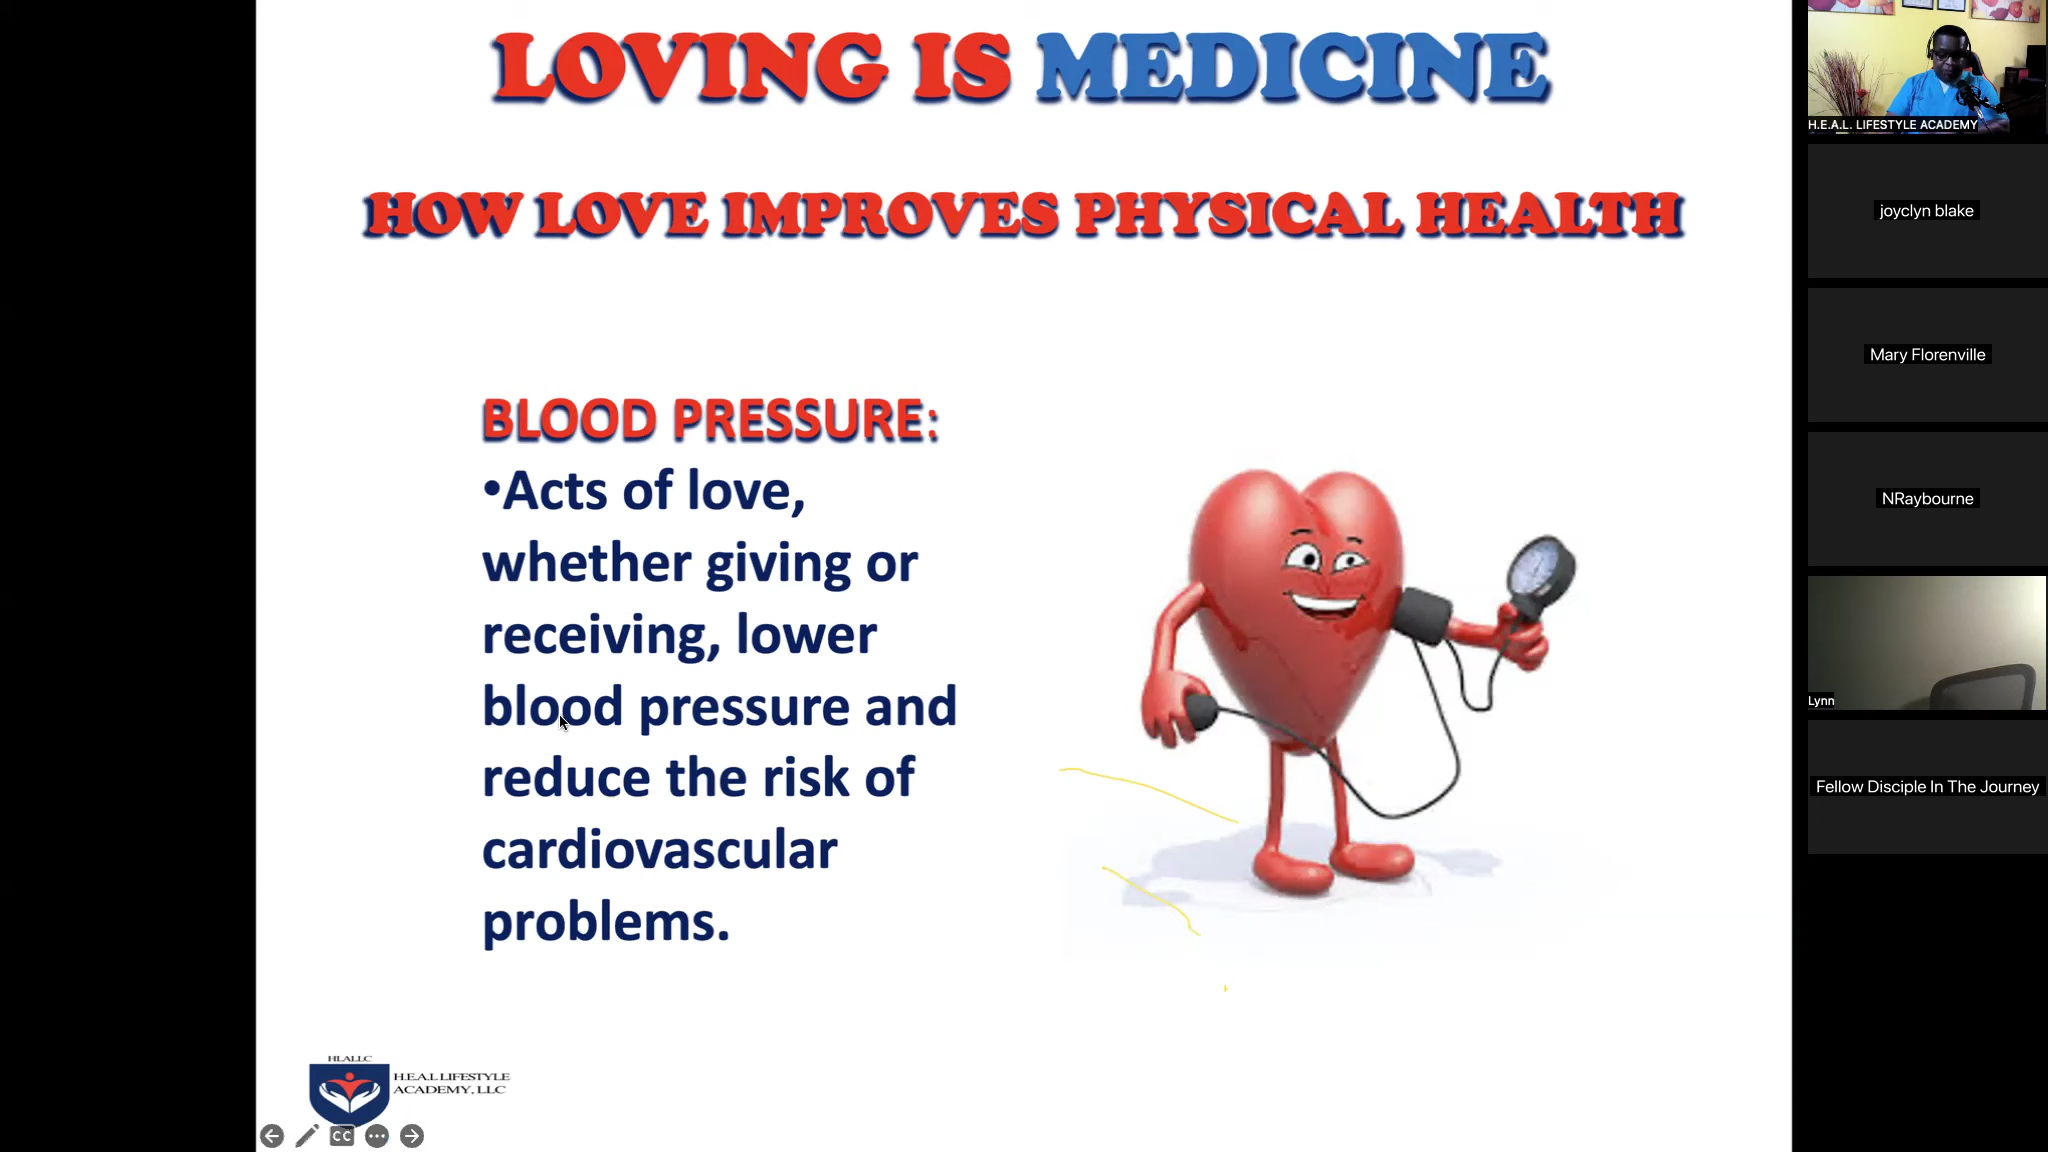 LOVING IS MEDICINE
HOW LOVE IMPROVES PHYSICAL HEALTH
BLOOD PRESSURE:
•Acts of love,
whether giving or
receiving, lower
blood pressure and
reduce the risk of
cardiovascular
problems.
HLALLC
H.E.A.L LIFESTYLE
ACADEMY, LLC
CC
H.E.A.L. LIFESTYLE ACADEMY
joyclyn blake
Mary Florenville
NRaybourne
Lynn
Fellow Disciple In The Journey